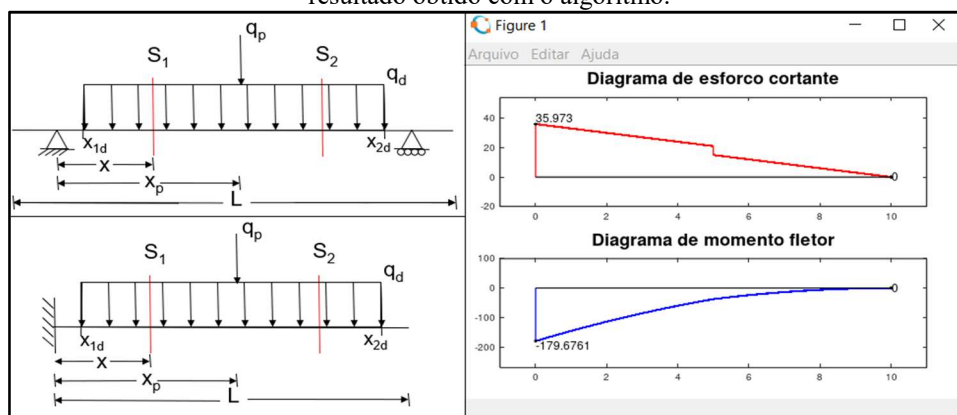 resultado obtido com o algoritmo.
qp
S1
S2
qd
x1d
x2d
x
xp
L
qp
S1
S2
qd
x1d
x2d
x
xp
L
Figure 1
Arquivo Editar Ajuda
Diagrama de esforco cortante
35.973
40
20
0
-20
0
0 2 4 6 8 10
Diagrama de momento fletor
100
0
-100
-200
0
-179.6761
0 2 4 6 8 10